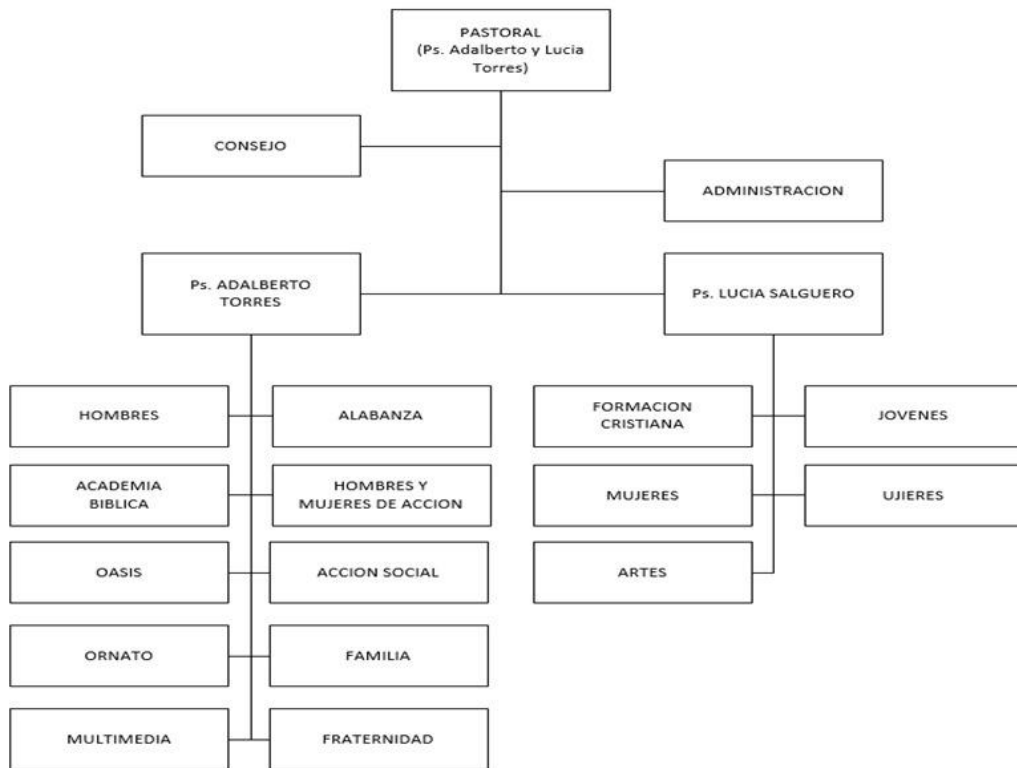 PASTORAL
(Ps. Adalberto y Lucia
Torres)
CONSEJO
ADMINISTRACION
Ps. ADALBERTO
TORRES
Ps. LUCIA SALGUERO
HOMBRES
ALABANZA
FORMACION
CRISTIANA
JOVENES
ACADEMIA
BIBLICA
HOMBRES Y
MUJERES DE ACCION
MUJERES
UJIERES
OASIS
ACCION SOCIAL
ARTES
ORNATO
FAMILIA
MULTIMEDIA
FRATERNIDAD